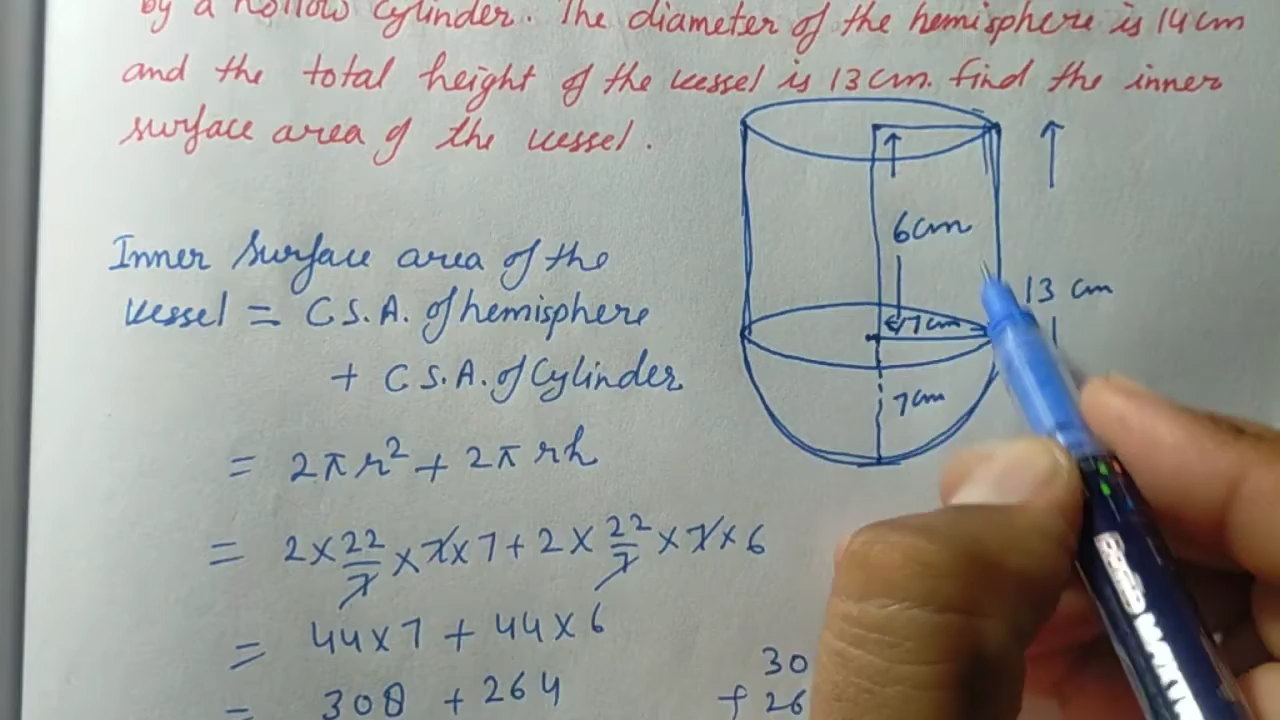 by a hollow cylinder. The diameter of the hemisphere is 14 cm
and the total height of the vessel is 13 cm. find the inner
surface area of the vessel.
6cm
13 cm
7cm
7cm
Inner Surface area of the
vessel = C.S.A. of hemisphere
+ C.S.A. of Cylinder
= 2πr² + 2πrh
= 2 × 22/7 × 7 × 7 + 2 × 22/7 × 7 × 6
= 44 × 7 + 44 × 6
= 308 + 264
30
+ 26